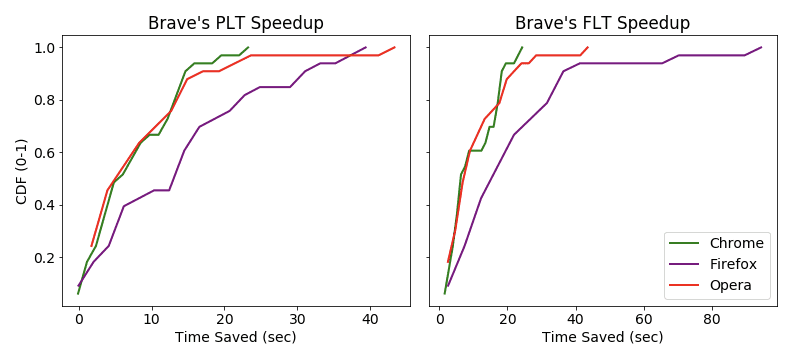 Brave's PLT Speedup
Brave's FLT Speedup
CDF (0-1)
1.0
0.8
0.6
0.4
0.2
0 10 20 30 40
Time Saved (sec)
0 20 40 60 80
Time Saved (sec)
Chrome
Firefox
Opera